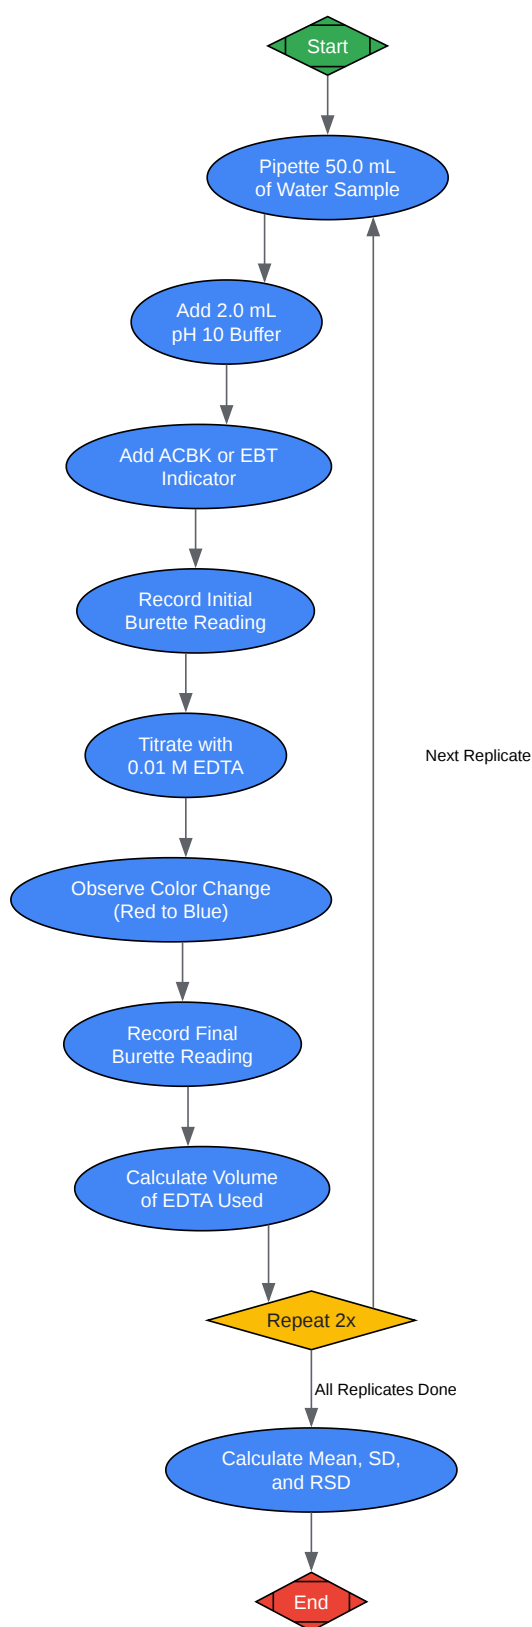 Start
Pipette 50.0 mL
of Water Sample
Add 2.0 mL
pH 10 Buffer
Add ACBK or EBT
Indicator
Record Initial
Burette Reading
Titrate with
0.01 M EDTA
Next Replicate
Observe Color Change
(Red to Blue)
Record Final
Burette Reading
Calculate Volume
of EDTA Used
Repeat 2x
All Replicates Done
Calculate Mean, SD,
and RSD
End